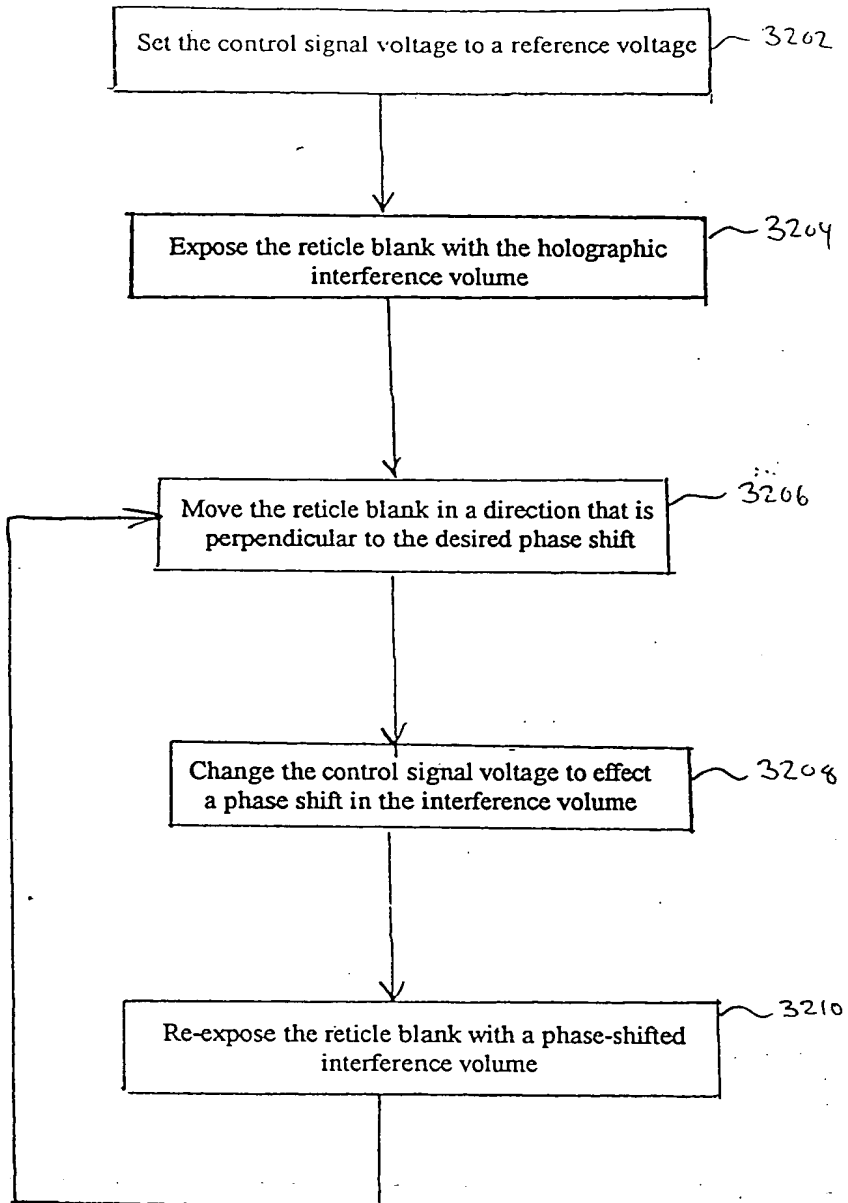 Set the control signal voltage to a reference voltage
3202
Expose the reticle blank with the holographic
interference volume
3204
Move the reticle blank in a direction that is
perpendicular to the desired phase shift
3206
Change the control signal voltage to effect
a phase shift in the interference volume
3208
Re-expose the reticle blank with a phase-shifted
interference volume
3210